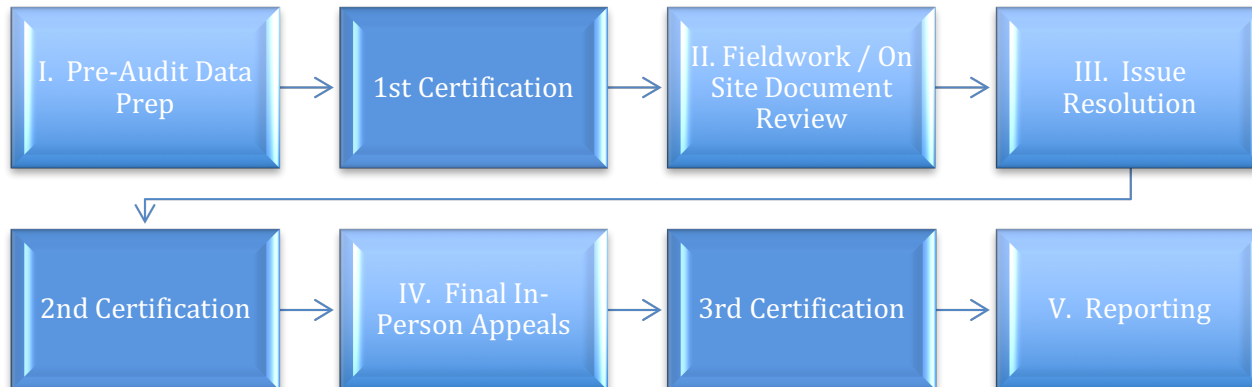 I. Pre-Audit Data
Prep
1st Certification
II. Fieldwork / On
Site Document
Review
III. Issue
Resolution
2nd Certification
IV. Final In-
Person Appeals
3rd Certification
V. Reporting